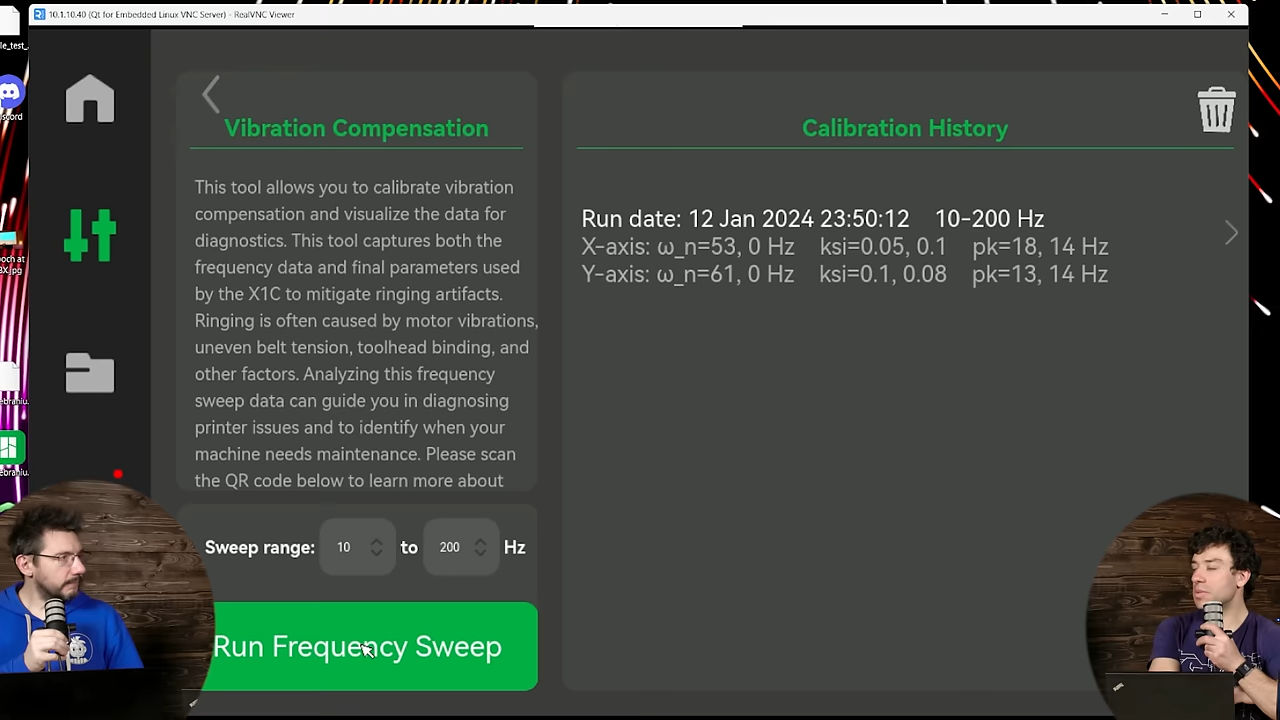 10.1.10.40 (Qt for Embedded Linux VNC Server) - RealVNC Viewer
Vibration Compensation
This tool allows you to calibrate vibration
compensation and visualize the data for
diagnostics. This tool captures both the
frequency data and final parameters used
by the X1C to mitigate ringing artifacts.
Ringing is often caused by motor vibrations,
uneven belt tension, toolhead binding, and
other factors. Analyzing this frequency
sweep data can guide you in diagnosing
printer issues and to identify when your
machine needs maintenance. Please scan
the QR code below to learn more about
Sweep range: 10 to 200 Hz
Run Frequency Sweep
Calibration History
Run date: 12 Jan 2024 23:50:12 10-200 Hz
X-axis: ω_n=53, 0 Hz ksi=0.05, 0.1 pk=18, 14 Hz
Y-axis: ω_n=61, 0 Hz ksi=0.1, 0.08 pk=13, 14 Hz